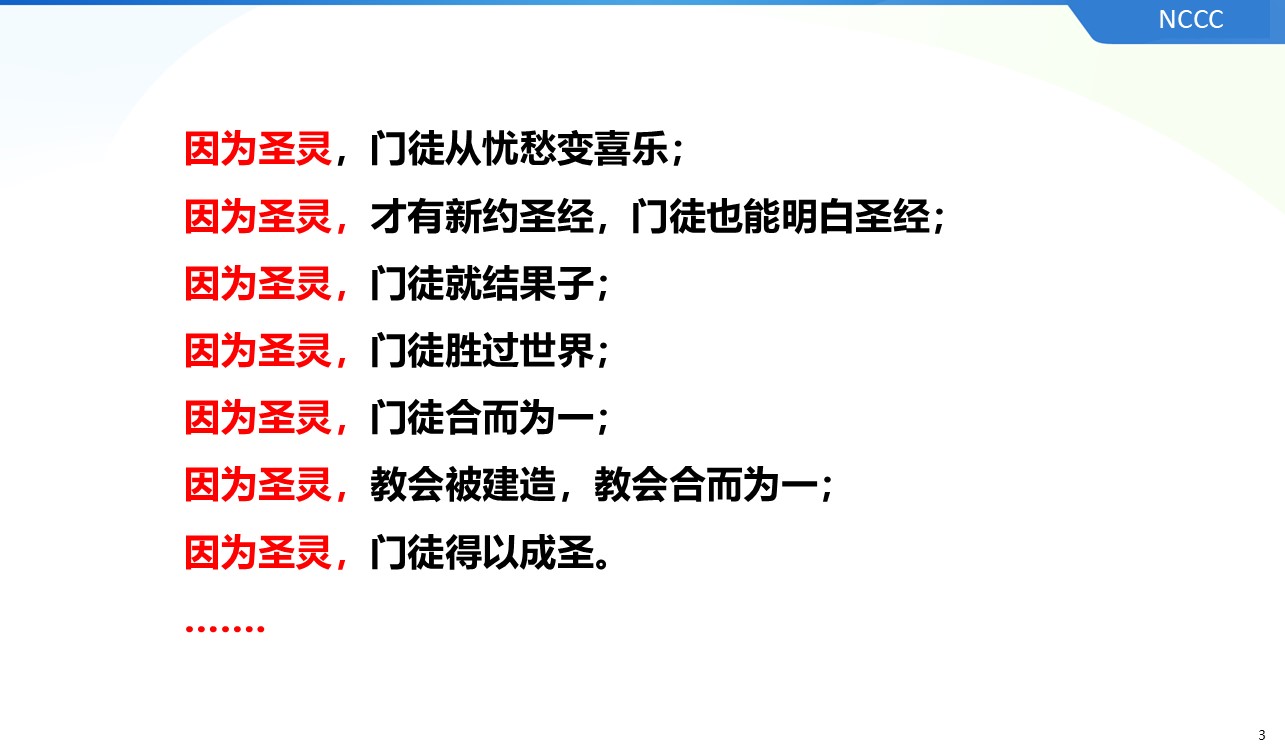 NCCC
因为圣灵，门徒从忧愁变喜乐；
因为圣灵，才有新约圣经，门徒也能明白圣经；
因为圣灵，门徒就结果子；
因为圣灵，门徒胜过世界；
因为圣灵，门徒合而为一；
因为圣灵，教会被建造，教会合而为一；
因为圣灵，门徒得以成圣。
…….
3